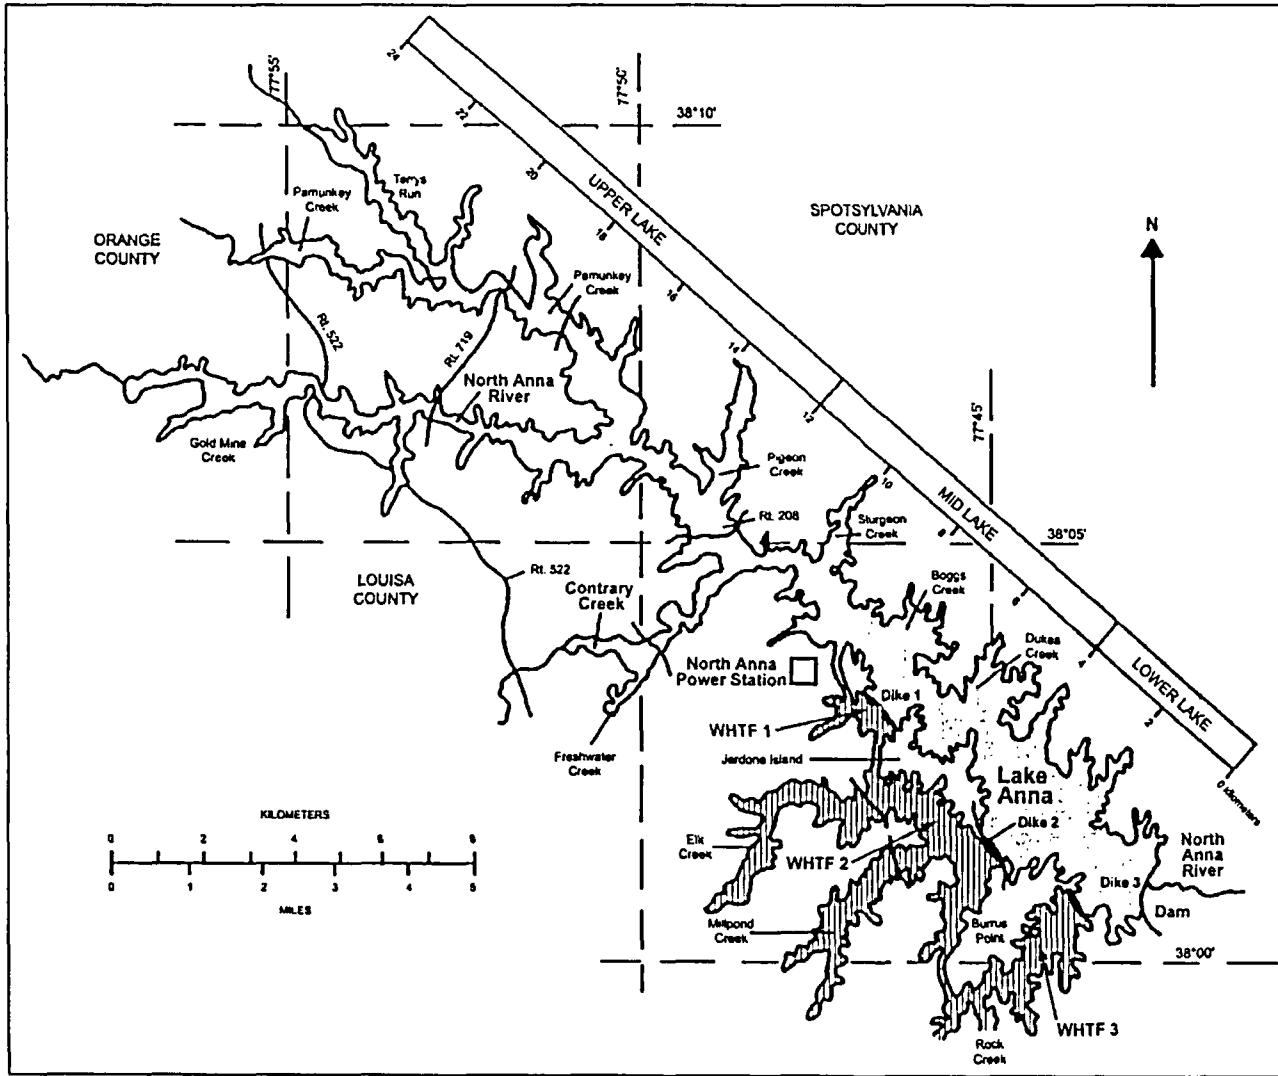 24
22
20
18
16
14
12
10
8
6
4
2
0 kilometers
UPPER LAKE
MID LAKE
LOWER LAKE
77°55'
77°50'
38°10'
SPOTSYLVANIA
COUNTY
N
Terrys
Run
Pamunkey
Creek
ORANGE
COUNTY
Pamunkey
Creek
Rt. 522
Rt. 719
North Anna
River
77°45'
Gold Mine
Creek
Pigeon
Creek
Rt. 208
Sturgeon
Creek
38°05'
Rt. 522
LOUISA
COUNTY
Contrary
Creek
Boggs
Creek
Dukes
Creek
North Anna
Power Station
Dike 1
WHTF 1
Freshwater
Creek
Jerdone Island
Lake
Anna
KILOMETERS
0 2 4 6
MILES
0 1 2 3 4 5
Elk
Creek
WHTF 2
Dike 2
North
Anna
River
Dike 3
Dam
Millpond
Creek
Burrus
Point
38°00'
WHTF 3
Rock
Creek